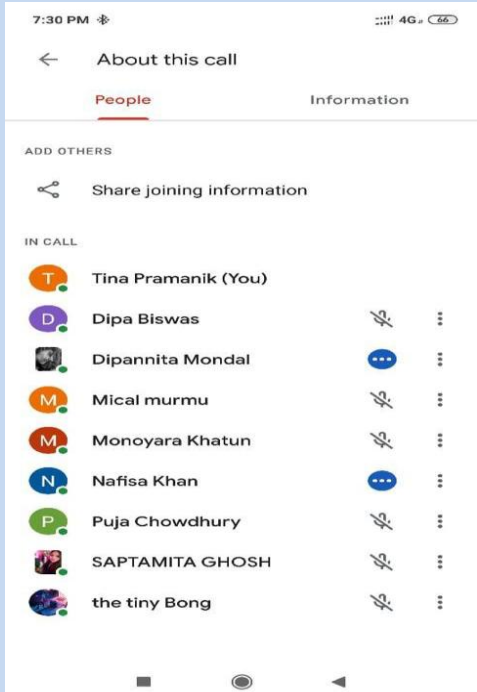 7:30 PM 4G 66
About this call
People Information
ADD OTHERS
Share joining information
IN CALL
T Tina Pramanik (You)
D Dipa Biswas
Dipannita Mondal
M Mical murmu
M Monoyara Khatun
N Nafisa Khan
P Puja Chowdhury
SAPTAMITA GHOSH
the tiny Bong